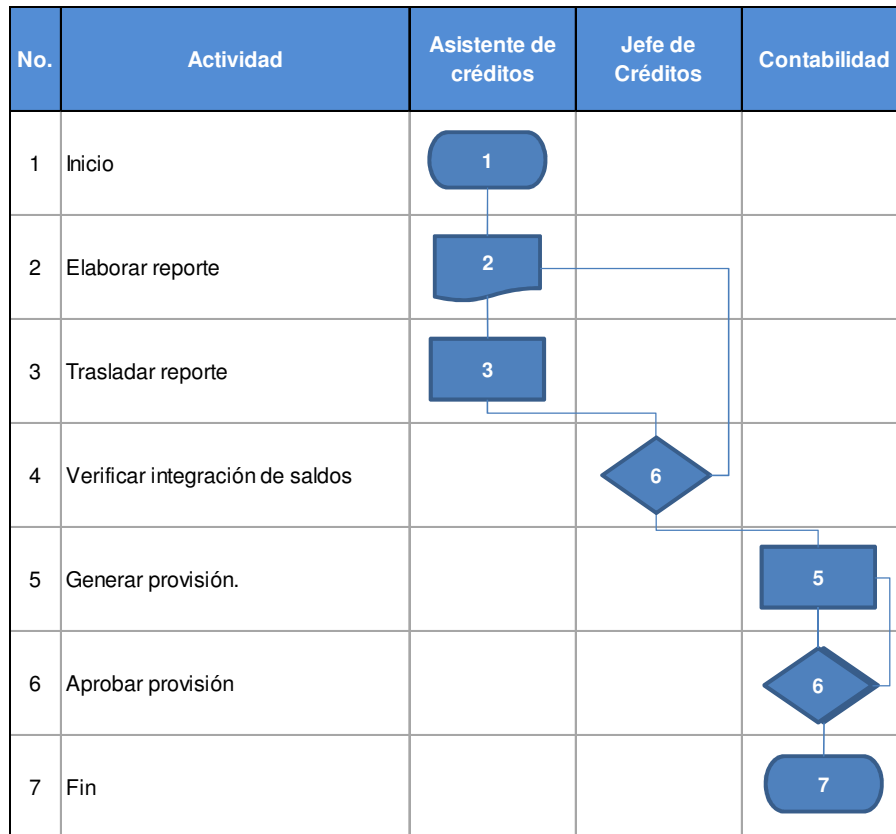 No.
Actividad
Asistente de
créditos
Jefe de
Créditos
Contabilidad
1
Inicio
1
2
Elaborar reporte
2
3
Trasladar reporte
3
4
Verificar integración de saldos
6
5
Generar provisión.
5
6
Aprobar provisión
6
7
Fin
7